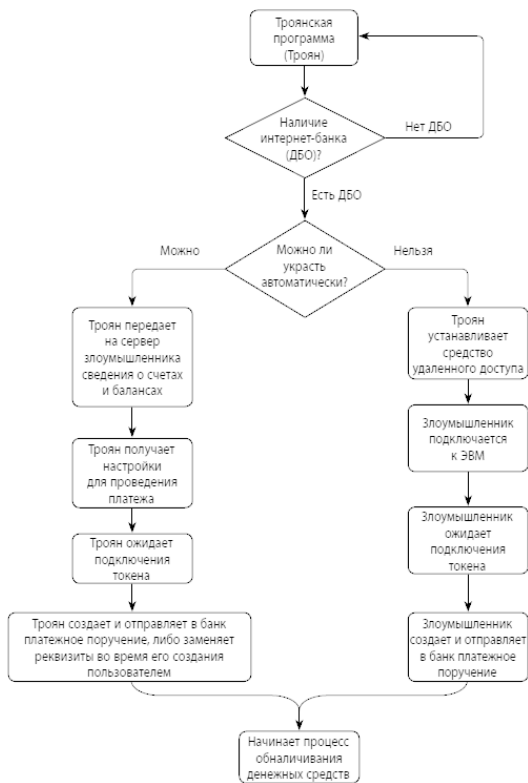 Троянская
программа
(Троян)
Наличие
интернет-банка
(ДБО)?
Нет ДБО
Есть ДБО
Можно ли
украсть
автоматически?
Можно
Нельзя
Троян передает
на сервер
злоумышленника
сведения о счетах
и балансах
Троян получает
настройки
для проведения
платежа
Троян ожидает
подключения
токена
Троян создает и отправляет в банк
платежное поручение, либо заменяет
реквизиты во время его создания
пользователем
Троян
устанавливает
средство
удаленного доступа
Злоумышленник
подключается
к ЭВМ
Злоумышленник
ожидает
подключения
токена
Злоумышленник
создает и отправляет
в банк платежное
поручение
Начинает процесс
обналичивания
денежных средств